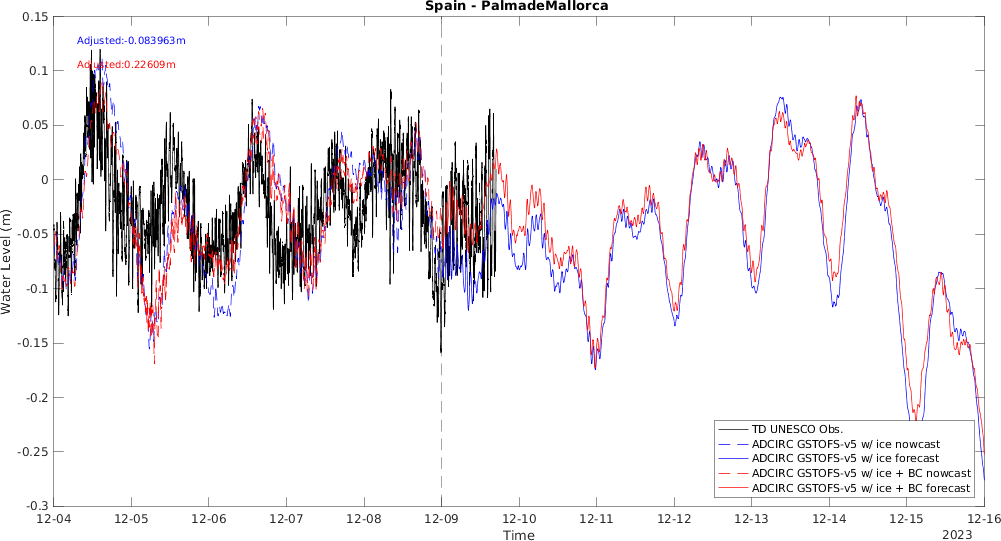 Spain - PalmadeMallorca
Adjusted:-0.083963m
Adjusted:0.22609m
0.15
0.1
0.05
0
-0.05
-0.1
-0.15
-0.2
-0.25
-0.3
Water Level (m)
TD UNESCO Obs.
ADCIRC GSTOFS-v5 w/ ice nowcast
ADCIRC GSTOFS-v5 w/ ice forecast
ADCIRC GSTOFS-v5 w/ ice + BC nowcast
ADCIRC GSTOFS-v5 w/ ice + BC forecast
12-04 12-05 12-06 12-07 12-08 12-09 12-10 12-11 12-12 12-13 12-14 12-15 12-16
Time
2023